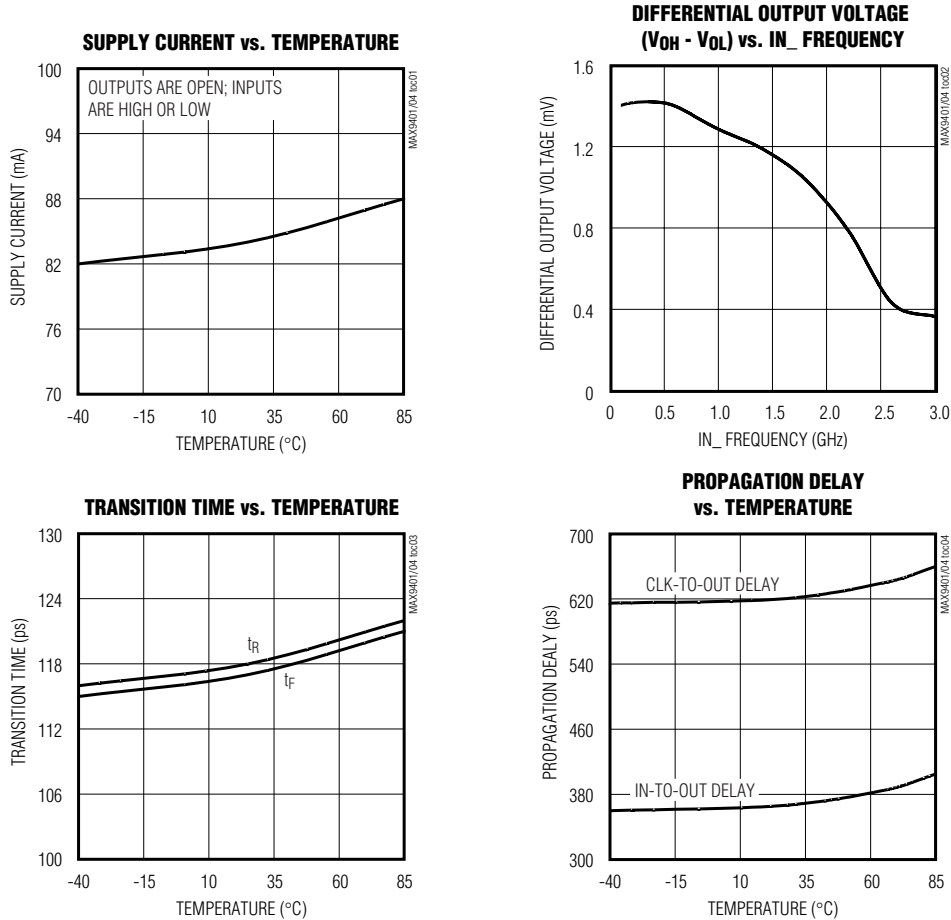 SUPPLY CURRENT vs. TEMPERATURE
100
94
88
82
76
70
SUPPLY CURRENT (mA)
OUTPUTS ARE OPEN; INPUTS
ARE HIGH OR LOW
-40 -15 10 35 60 85
TEMPERATURE (°C)
MAX9401/04 toc01
DIFFERENTIAL OUTPUT VOLTAGE
(VOH - VOL) vs. IN_ FREQUENCY
1.6
1.2
0.8
0.4
0
DIFFERENTIAL OUTPUT VOLTAGE (mV)
0 0.5 1.0 1.5 2.0 2.5 3.0
IN_ FREQUENCY (GHz)
MAX9401/04 toc02
TRANSITION TIME vs. TEMPERATURE
130
124
118
112
106
100
TRANSITION TIME (ps)
tR
tF
-40 -15 10 35 60 85
TEMPERATURE (°C)
MAX9401/04 toc03
PROPAGATION DELAY
vs. TEMPERATURE
700
620
540
460
380
300
PROPAGATION DEALY (ps)
CLK-TO-OUT DELAY
IN-TO-OUT DELAY
-40 -15 10 35 60 85
TEMPERATURE (°C)
MAX9401/04 toc04